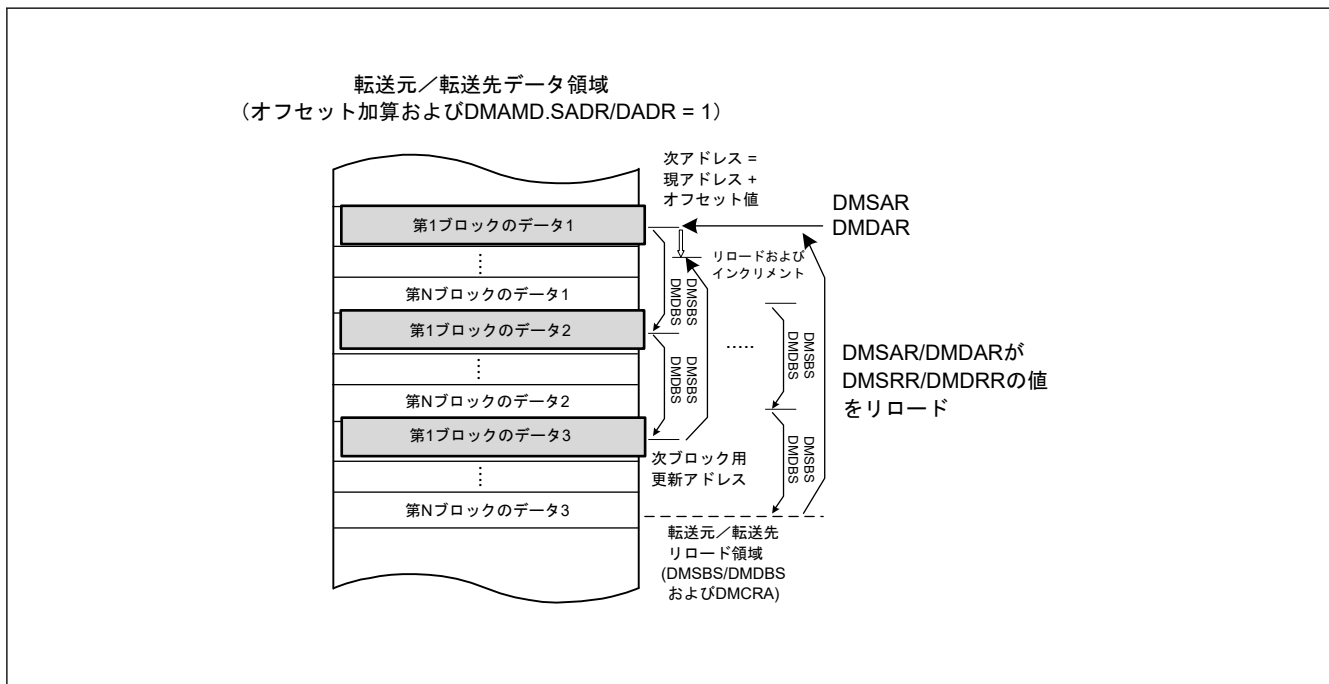 転送元／転送先データ領域
（オフセット加算およびDMAMD.SADR/DADR = 1）
次アドレス =
現アドレス +
オフセット値
DMSAR
DMDAR
第1ブロックのデータ1
リロードおよび
インクリメント
第Nブロックのデータ1
DMSBS
DMDBS
第1ブロックのデータ2
.....
DMSBS
DMDBS
DMSAR/DMDARが
DMSRR/DMDRRの値
をリロード
DMSBS
DMDBS
第Nブロックのデータ2
第1ブロックのデータ3
DMSBS
DMDBS
次ブロック用
更新アドレス
第Nブロックのデータ3
転送元／転送先
リロード領域
(DMSBS/DMDBS
およびDMCRA)